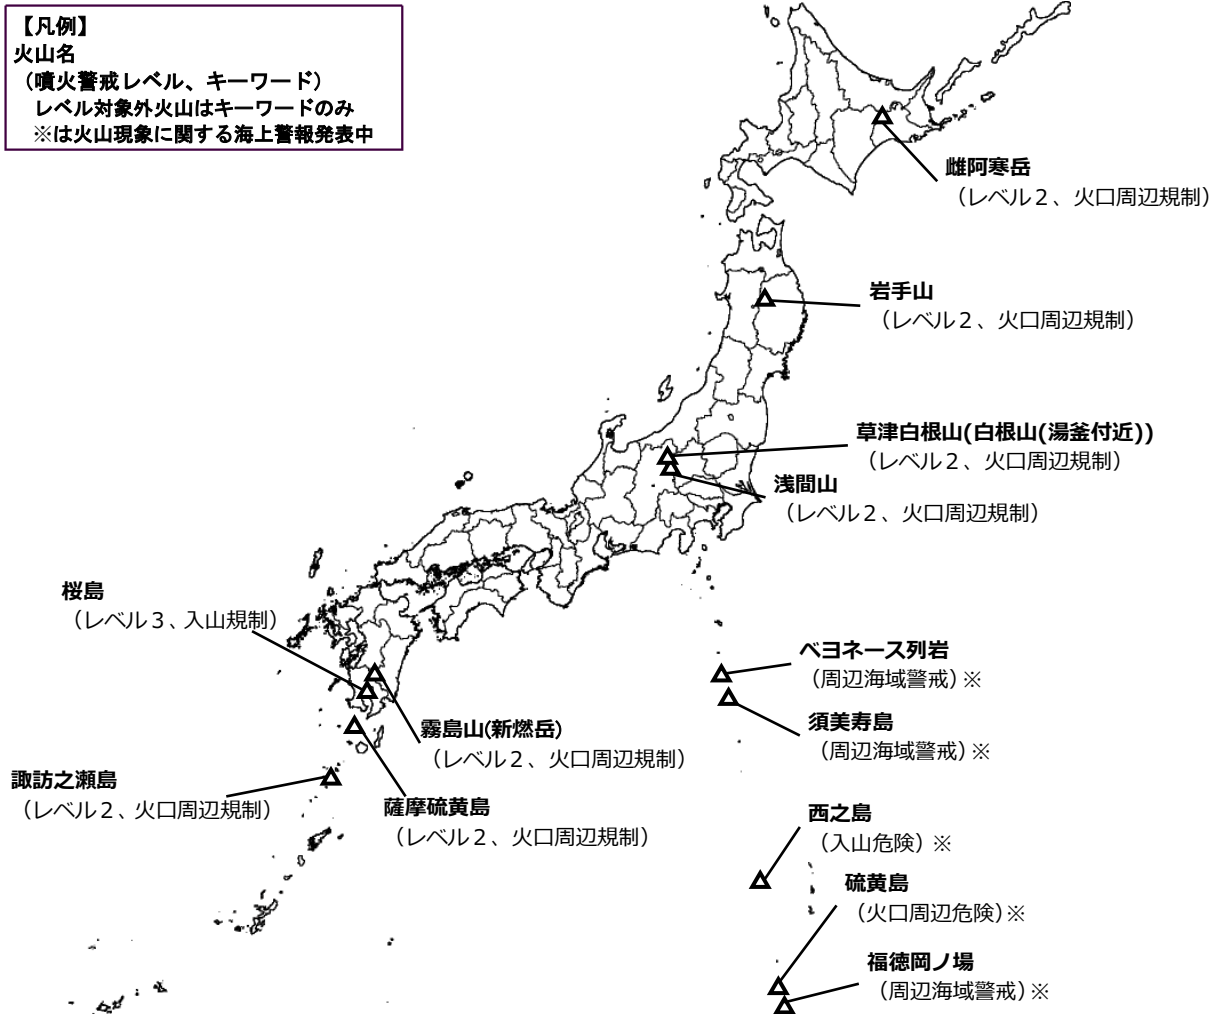 【凡例】
火山名
（噴火警戒レベル、キーワード）
レベル対象外火山はキーワードのみ
※は火山現象に関する海上警報発表中
雌阿寒岳
（レベル２、火口周辺規制）
岩手山
（レベル２、火口周辺規制）
草津白根山(白根山(湯釜付近))
（レベル２、火口周辺規制）
浅間山
（レベル２、火口周辺規制）
桜島
（レベル３、入山規制）
ベヨネース列岩
（周辺海域警戒）※
須美寿島
（周辺海域警戒）※
霧島山(新燃岳)
（レベル２、火口周辺規制）
諏訪之瀬島
（レベル２、火口周辺規制）
薩摩硫黄島
（レベル２、火口周辺規制）
西之島
（入山危険）※
硫黄島
（火口周辺危険）※
福徳岡ノ場
（周辺海域警戒）※